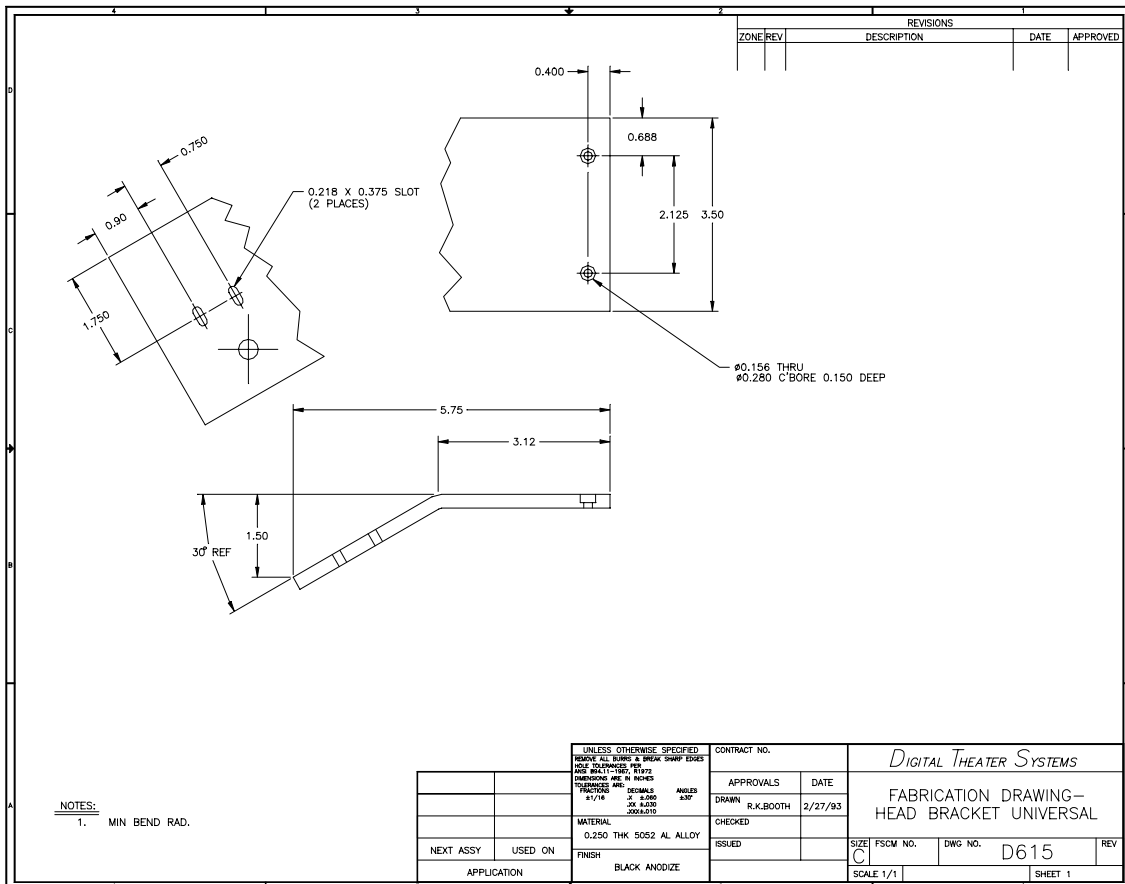 4
3
2
1
REVISIONS
ZONE REV DESCRIPTION DATE APPROVED
D
0.400
0.688
0.750
0.218 X 0.375 SLOT
(2 PLACES)
0.90
2.125 3.50
1.750
C
Ø0.156 THRU
Ø0.280 C'BORE 0.150 DEEP
5.75
3.12
1.50
30° REF
B
A
NOTES:
1. MIN BEND RAD.
NEXT ASSY USED ON
APPLICATION
UNLESS OTHERWISE SPECIFIED
REMOVE ALL BURRS & BREAK SHARP EDGES
HOLE TOLERANCES PER
ANSI B94.11-1967, R1972
DIMENSIONS ARE IN INCHES
TOLERANCES ARE:
FRACTIONS DECIMALS ANGLES
±1/16 .X ±.060 ±30'
.XX ±.030
.XXX±.010
MATERIAL
0.250 THK 5052 AL ALLOY
FINISH
BLACK ANODIZE
CONTRACT NO.
APPROVALS DATE
DRAWN R.K.BOOTH 2/27/93
CHECKED
ISSUED
DIGITAL THEATER SYSTEMS
FABRICATION DRAWING-
HEAD BRACKET UNIVERSAL
SIZE C FSCM NO. DWG NO. D615 REV
SCALE 1/1 SHEET 1